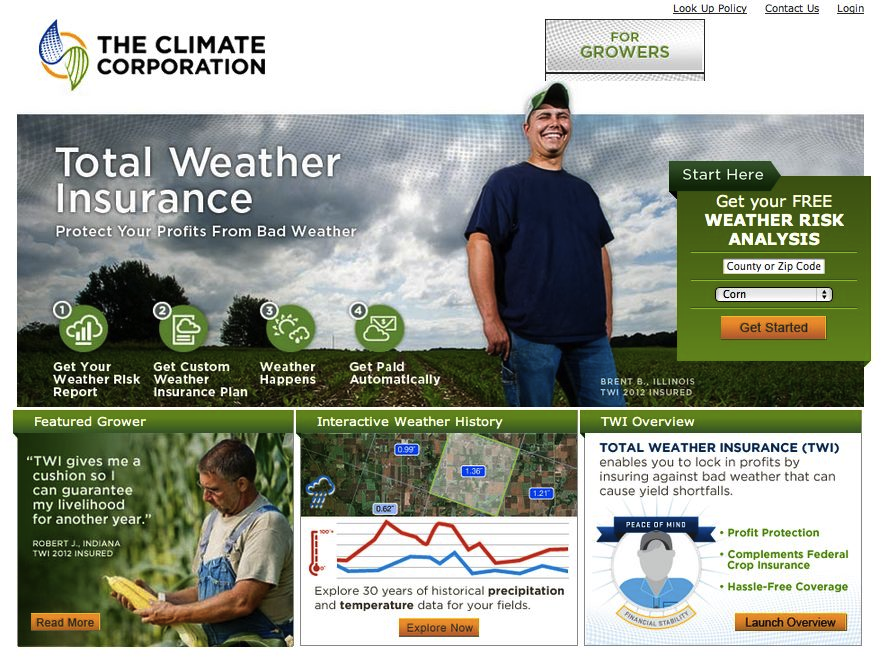 Look Up Policy Contact Us Login
THE CLIMATE
CORPORATION
FOR
GROWERS
Total Weather
Insurance
Protect Your Profits From Bad Weather
Start Here
Get your FREE
WEATHER RISK
ANALYSIS
County or Zip Code
Corn
Get Started
1
Get Your
Weather Risk
Report
2
Get Custom
Weather
Insurance Plan
3
Weather
Happens
4
Get Paid
Automatically
BRENT B., ILLINOIS
TWI 2012 INSURED
Featured Grower
“TWI gives me a
cushion so I
can guarantee
my livelihood
for another year.”
ROBERT J., INDIANA
TWI 2012 INSURED
Read More
Interactive Weather History
0.99"
1.36"
1.21"
0.62"
100°
0°
Explore 30 years of historical precipitation
and temperature data for your fields.
Explore Now
TWI Overview
TOTAL WEATHER INSURANCE (TWI)
enables you to lock in profits by
insuring against bad weather that can
cause yield shortfalls.
PEACE OF MIND
FINANCIAL STABILITY
• Profit Protection
• Complements Federal
Crop Insurance
• Hassle-Free Coverage
Launch Overview